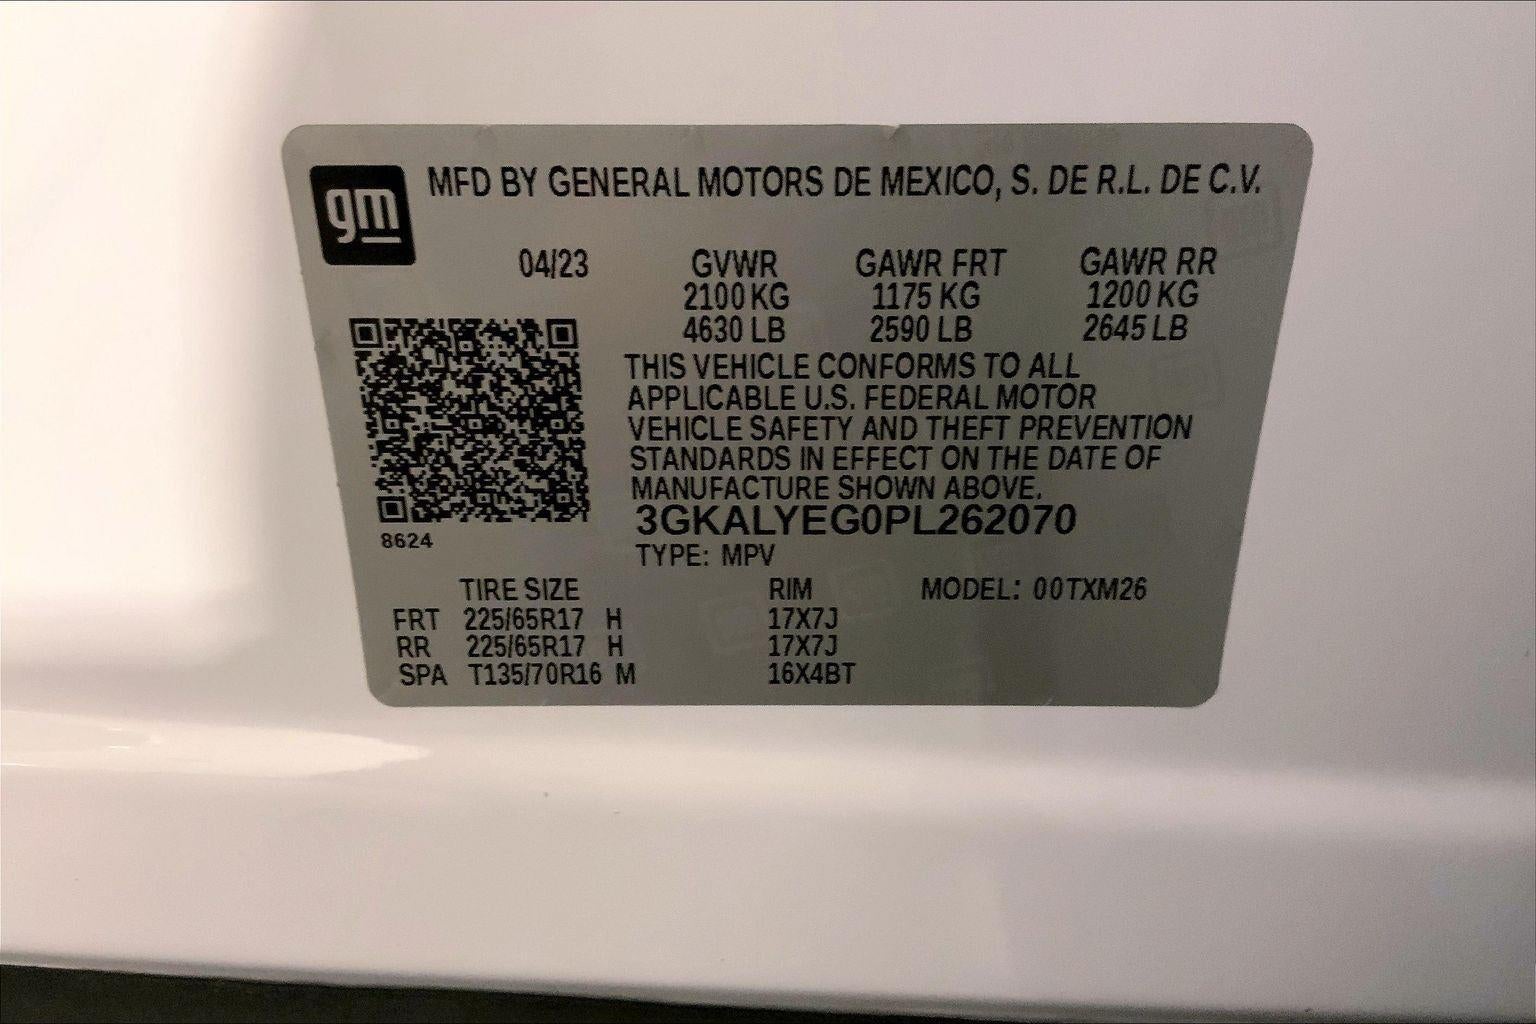 gm MFD BY GENERAL MOTORS DE MEXICO, S. DE R.L. DE C.V.
04/23 GVWR GAWR FRT GAWR RR
2100 KG 1175 KG 1200 KG
4630 LB 2590 LB 2645 LB
THIS VEHICLE CONFORMS TO ALL
APPLICABLE U.S. FEDERAL MOTOR
VEHICLE SAFETY AND THEFT PREVENTION
STANDARDS IN EFFECT ON THE DATE OF
MANUFACTURE SHOWN ABOVE.
3GKALYEG0PL262070
8624
TYPE: MPV
TIRE SIZE RIM MODEL: 00TXM26
FRT 225/65R17 H 17X7J
RR 225/65R17 H 17X7J
SPA T135/70R16 M 16X4BT